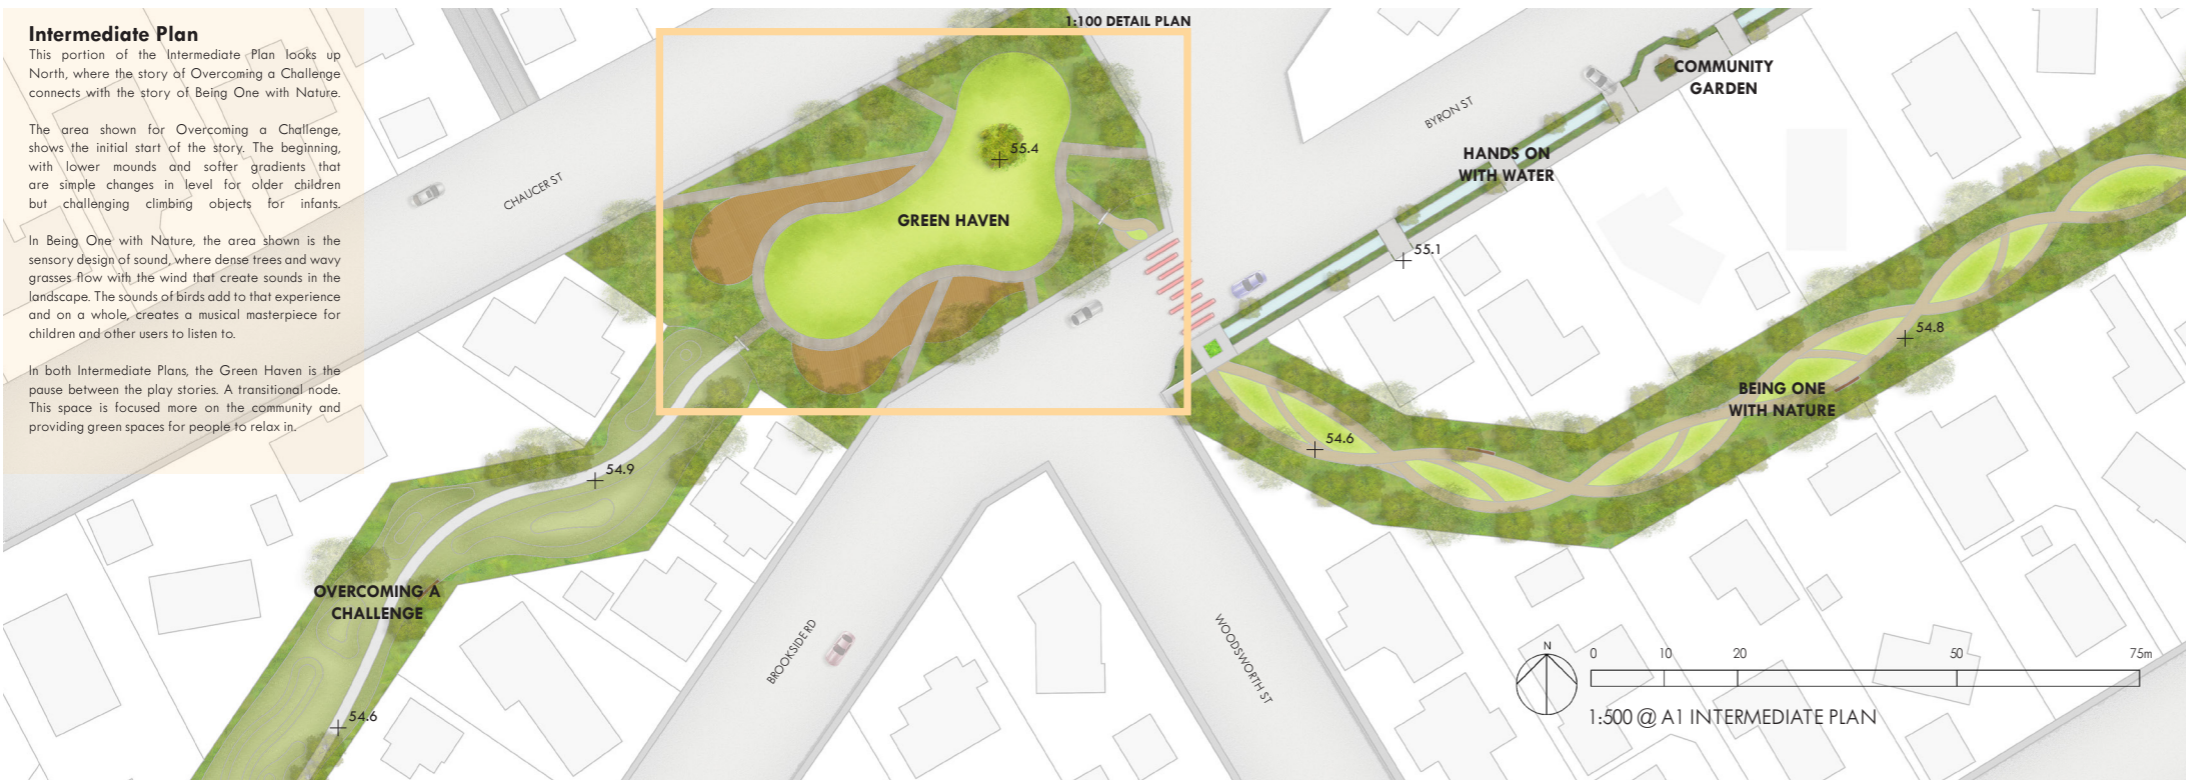 Intermediate Plan
This portion of the Intermediate Plan looks up
North, where the story of Overcoming a Challenge
connects with the story of Being One with Nature.
The area shown for Overcoming a Challenge,
shows the initial start of the story. The beginning,
with lower mounds and softer gradients that
are simple changes in level for older children
but challenging climbing objects for infants.
In Being One with Nature, the area shown is the
sensory design of sound, where dense trees and wavy
grasses flow with the wind that create sounds in the
landscape. The sounds of birds add to that experience
and on a whole, creates a musical masterpiece for
children and other users to listen to.
In both Intermediate Plans, the Green Haven is the
pause between the play stories. A transitional node.
This space is focused more on the community and
providing green spaces for people to relax in.
1:100 DETAIL PLAN
CHAUCER ST
55.4
GREEN HAVEN
BYRON ST
COMMUNITY
GARDEN
HANDS ON
WITH WATER
55.1
54.8
BEING ONE
WITH NATURE
54.6
54.9
OVERCOMING A
CHALLENGE
54.6
BROOKSIDE RD
WOODSWORTH ST
N
0 10 20 50 75m
1:500 @ A1 INTERMEDIATE PLAN